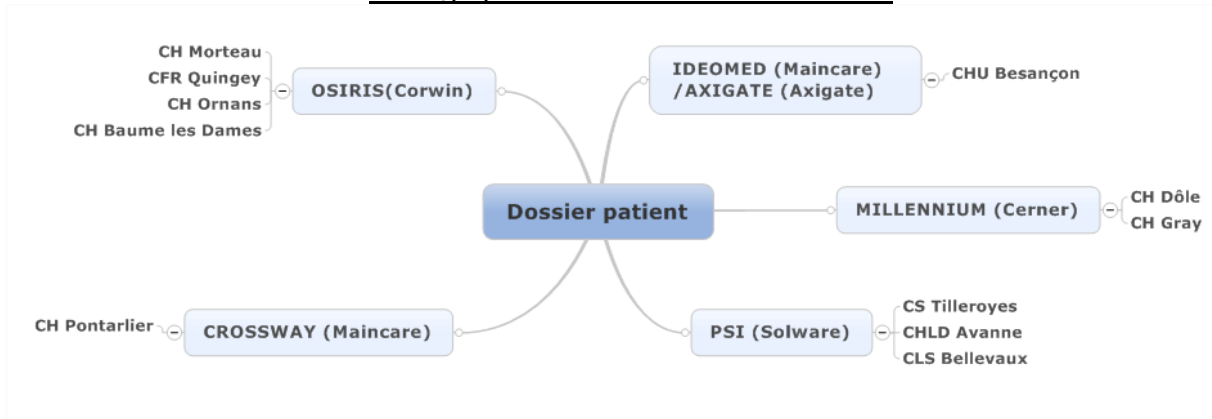 CH Morteau
CFR Quingey
CH Ornans
CH Baume les Dames
OSIRIS(Corwin)
IDEOMED (Maincare)
/AXIGATE (Axigate)
CHU Besançon
Dossier patient
MILLENNIUM (Cerner)
CH Dôle
CH Gray
CH Pontarlier
CROSSWAY (Maincare)
PSI (Solware)
CS Tilleroyes
CHLD Avanne
CLS Bellevaux